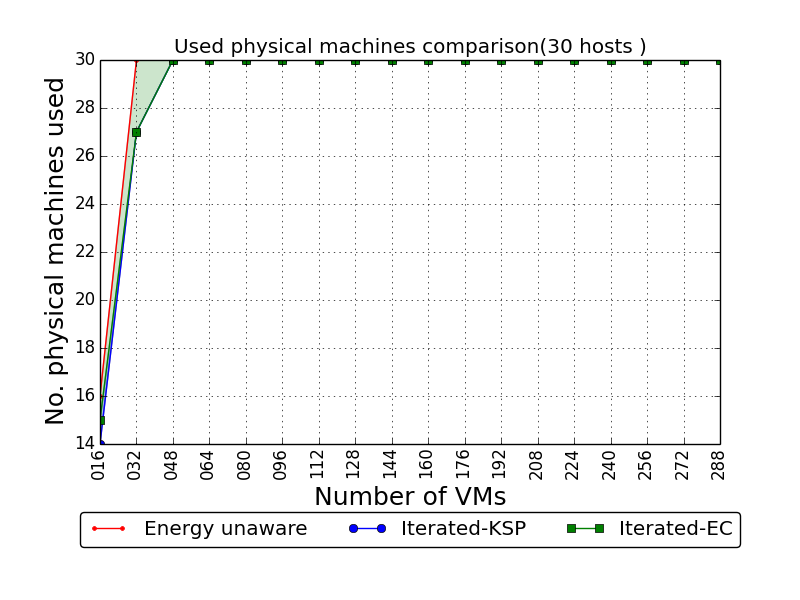 Used physical machines comparison(30 hosts )
No. physical machines used
30
28
26
24
22
20
18
16
14
016 032 048 064 080 096 112 128 144 160 176 192 208 224 240 256 272 288
Number of VMs
Energy unaware Iterated-KSP Iterated-EC